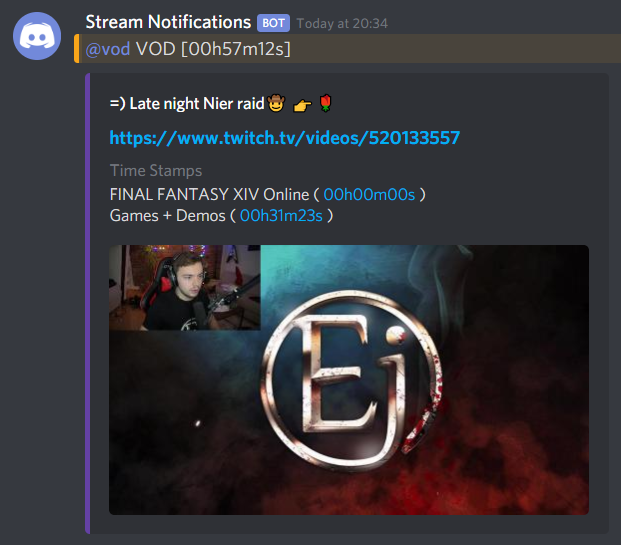 Stream Notifications BOT Today at 20:34
@vod VOD [00h57m12s]
=) Late night Nier raid🤠 👉 🌹
https://www.twitch.tv/videos/520133557
Time Stamps
FINAL FANTASY XIV Online ( 00h00m00s )
Games + Demos ( 00h31m23s )
Ej